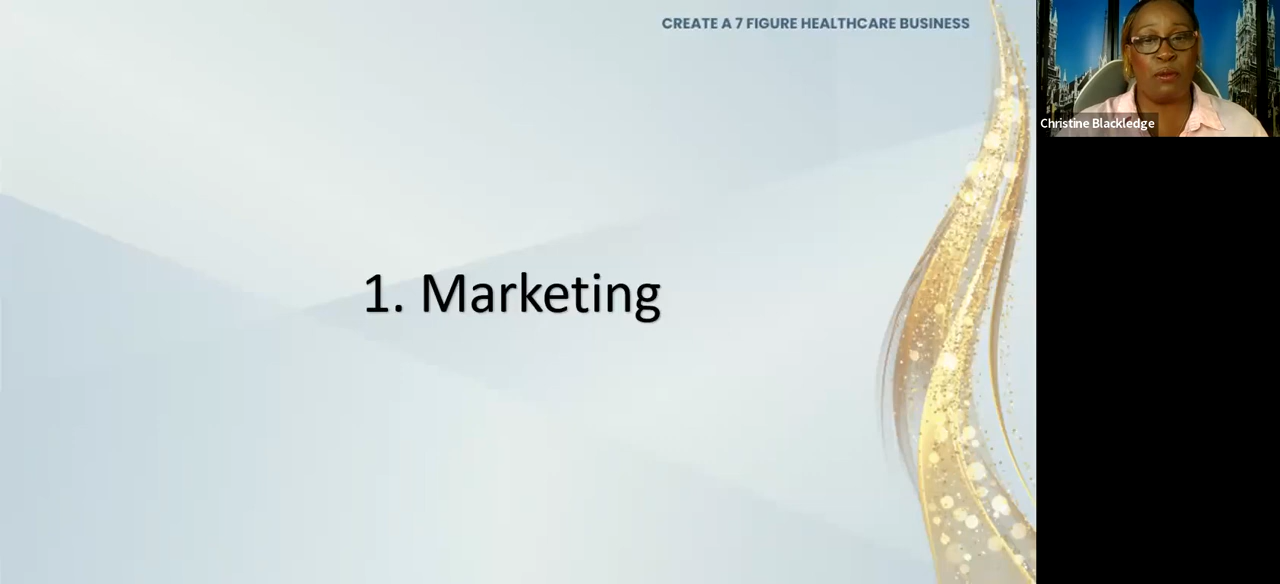 CREATE A 7 FIGURE HEALTHCARE BUSINESS
Christine Blackledge
1. Marketing